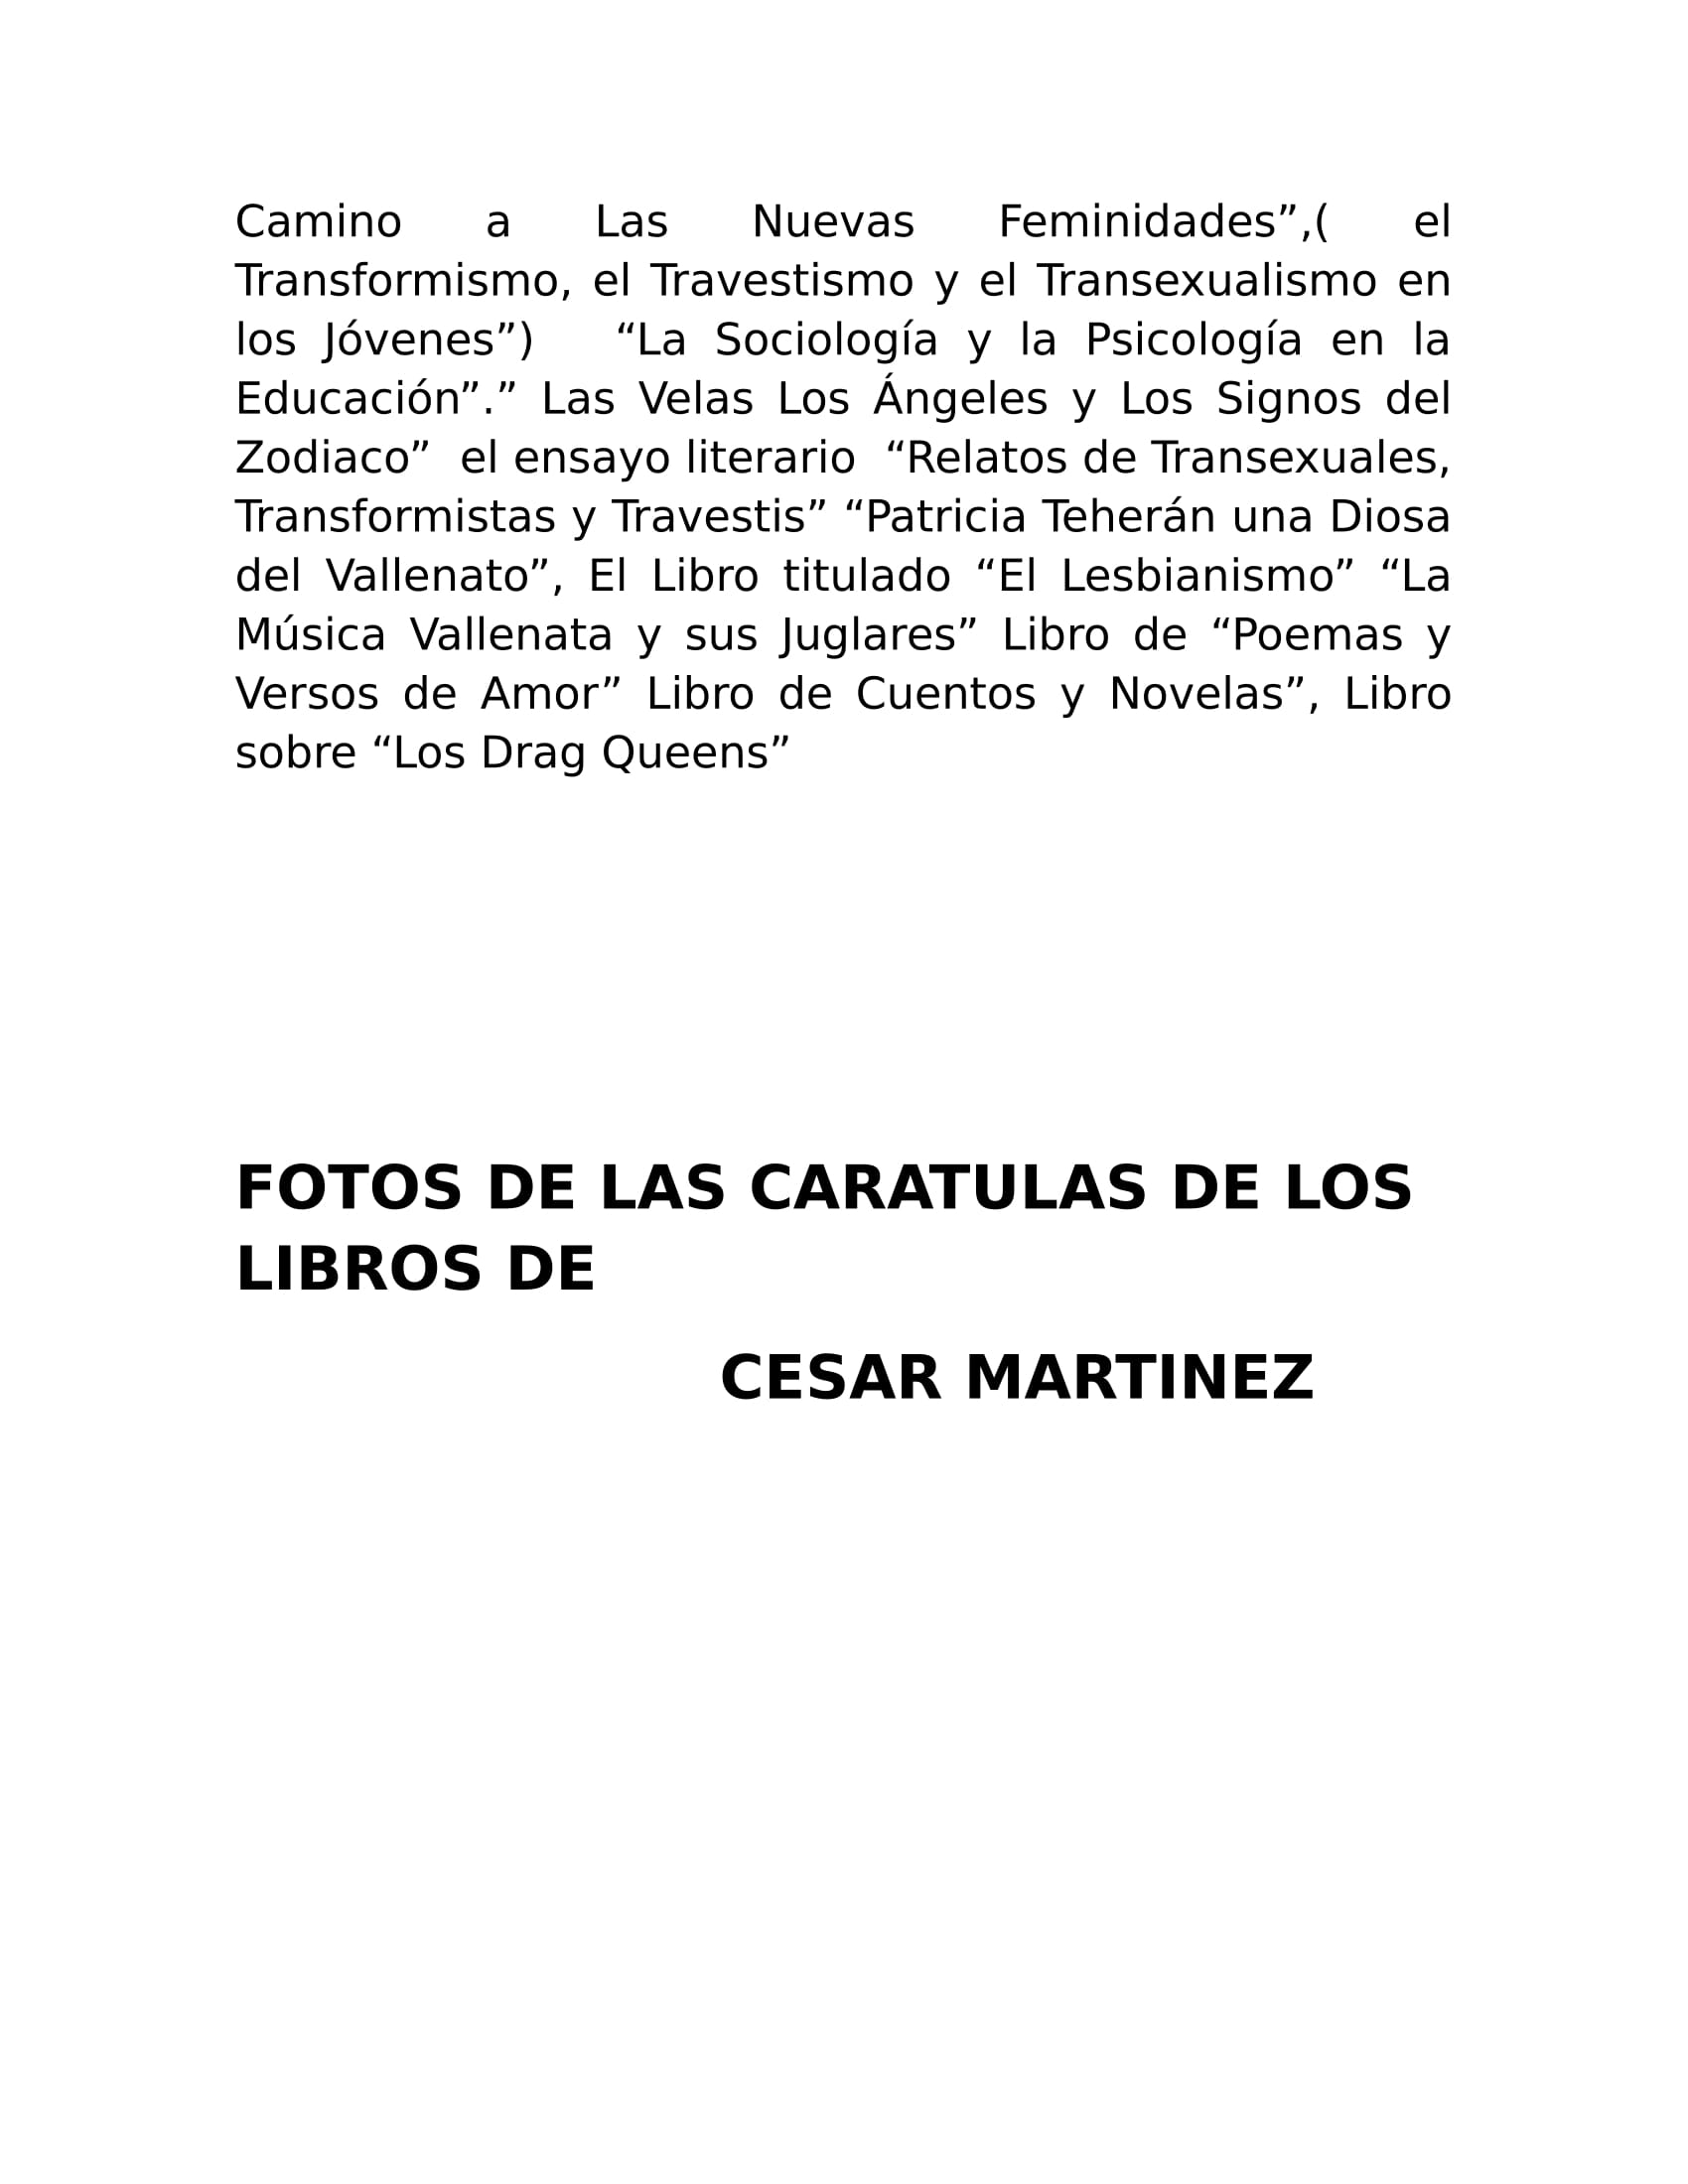 Camino a Las Nuevas Feminidades”,( el
Transformismo, el Travestismo y el Transexualismo en
los Jóvenes”) “La Sociología y la Psicología en la
Educación”.” Las Velas Los Ángeles y Los Signos del
Zodiaco” el ensayo literario “Relatos de Transexuales,
Transformistas y Travestis” “Patricia Teherán una Diosa
del Vallenato”, El Libro titulado “El Lesbianismo” “La
Música Vallenata y sus Juglares” Libro de “Poemas y
Versos de Amor” Libro de Cuentos y Novelas”, Libro
sobre “Los Drag Queens”
FOTOS DE LAS CARATULAS DE LOS
LIBROS DE
CESAR MARTINEZ